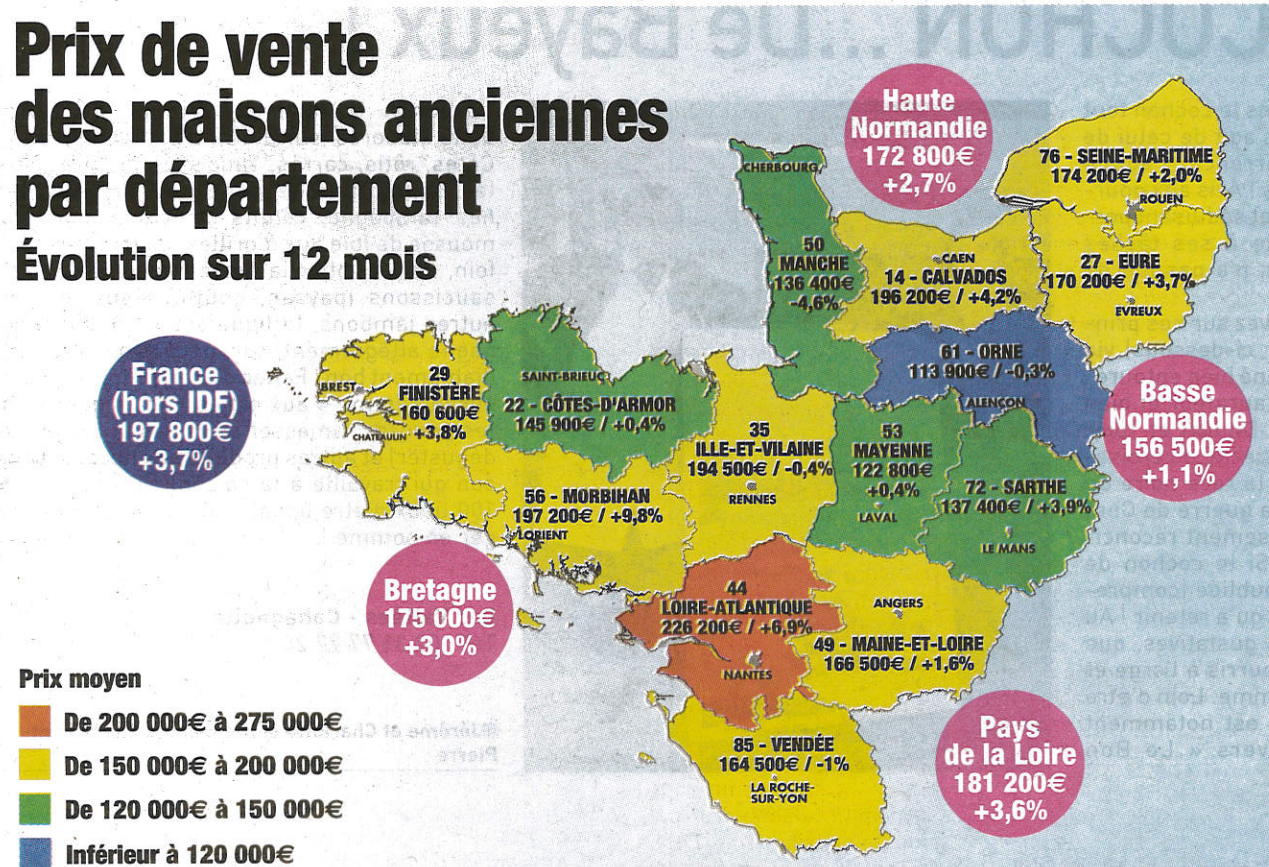 Prix de vente
des maisons anciennes
par département
Évolution sur 12 mois
Haute
Normandie
172 800€
+2,7%
76 - SEINE-MARITIME
174 200€ / +2,0%
ROUEN
CHERBOURG
50
MANCHE
136 400€
-4,6%
CAEN
14 - CALVADOS
196 200€ / +4,2%
27 - EURE
170 200€ / +3,7%
EVREUX
61 - ORNE
113 900€ / -0,3%
ALENÇON
Basse
Normandie
156 500€
+1,1%
France
(hors IDF)
197 800€
+3,7%
BREST
29
FINISTÈRE
160 600€
+3,8%
CHATEAULIN
SAINT-BRIEUC
22 - CÔTES-D'ARMOR
145 900€ / +0,4%
35
ILLE-ET-VILAINE
194 500€ / -0,4%
RENNES
53
MAYENNE
122 800€
+0,4%
LAVAL
72 - SARTHE
137 400€ / +3,9%
LE MANS
56 - MORBIHAN
197 200€ / +9,8%
LORIENT
Bretagne
175 000€
+3,0%
44
LOIRE-ATLANTIQUE
226 200€ / +6,9%
NANTES
ANGERS
49 - MAINE-ET-LOIRE
166 500€ / +1,6%
85 - VENDÉE
164 500€ / -1%
LA ROCHE-
SUR-YON
Pays
de la Loire
181 200€
+3,6%
Prix moyen
De 200 000€ à 275 000€
De 150 000€ à 200 000€
De 120 000€ à 150 000€
Inférieur à 120 000€